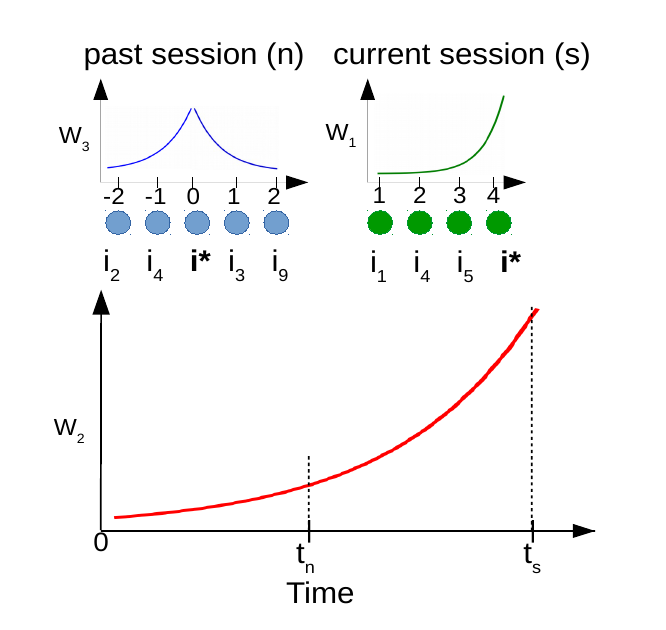 past session (n)
current session (s)
W3
-2 -1 0 1 2
i2 i4 i* i3 i9
W1
1 2 3 4
i1 i4 i5 i*
W2
0 tn ts
Time